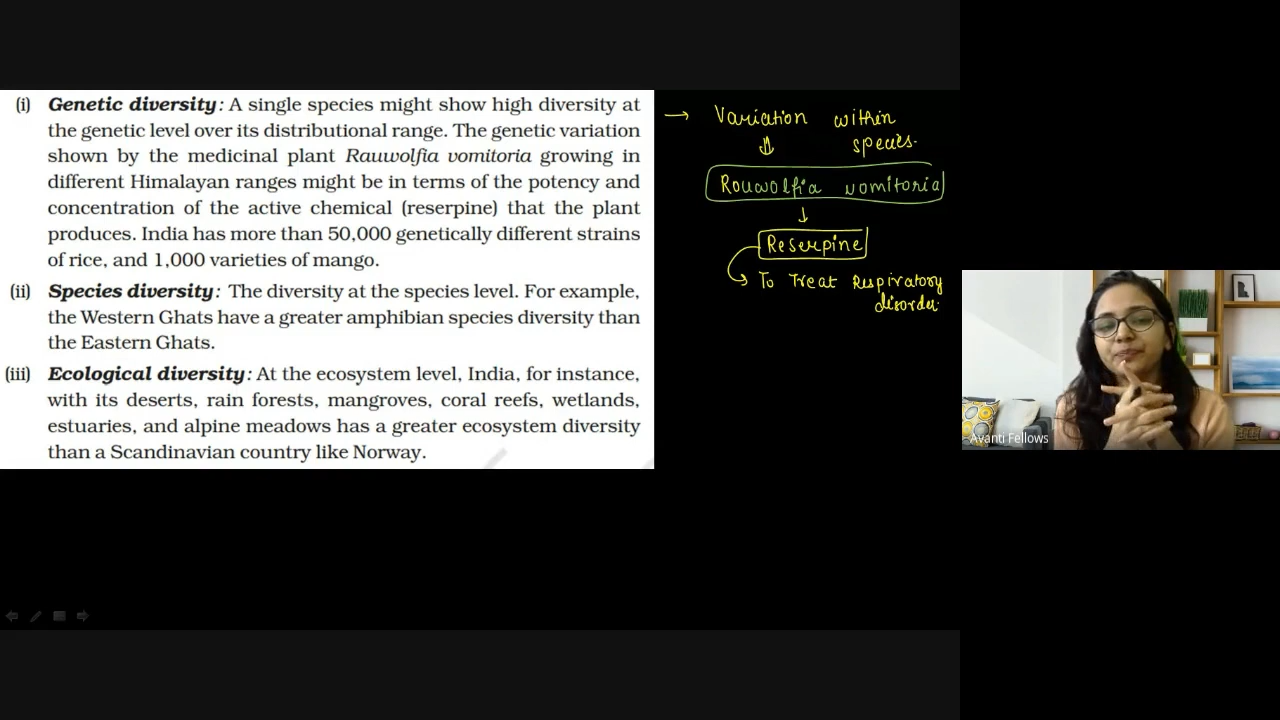 (i) Genetic diversity: A single species might show high diversity at
the genetic level over its distributional range. The genetic variation
shown by the medicinal plant Rauwolfia vomitoria growing in
different Himalayan ranges might be in terms of the potency and
concentration of the active chemical (reserpine) that the plant
produces. India has more than 50,000 genetically different strains
of rice, and 1,000 varieties of mango.
(ii) Species diversity: The diversity at the species level. For example,
the Western Ghats have a greater amphibian species diversity than
the Eastern Ghats.
(iii) Ecological diversity: At the ecosystem level, India, for instance,
with its deserts, rain forests, mangroves, coral reefs, wetlands,
estuaries, and alpine meadows has a greater ecosystem diversity
than a Scandinavian country like Norway.
→ Variation within
species.
Rouwolfia vomitoria
Reserpine
To Treat Respiratory
disorder.
Avanti Fellows